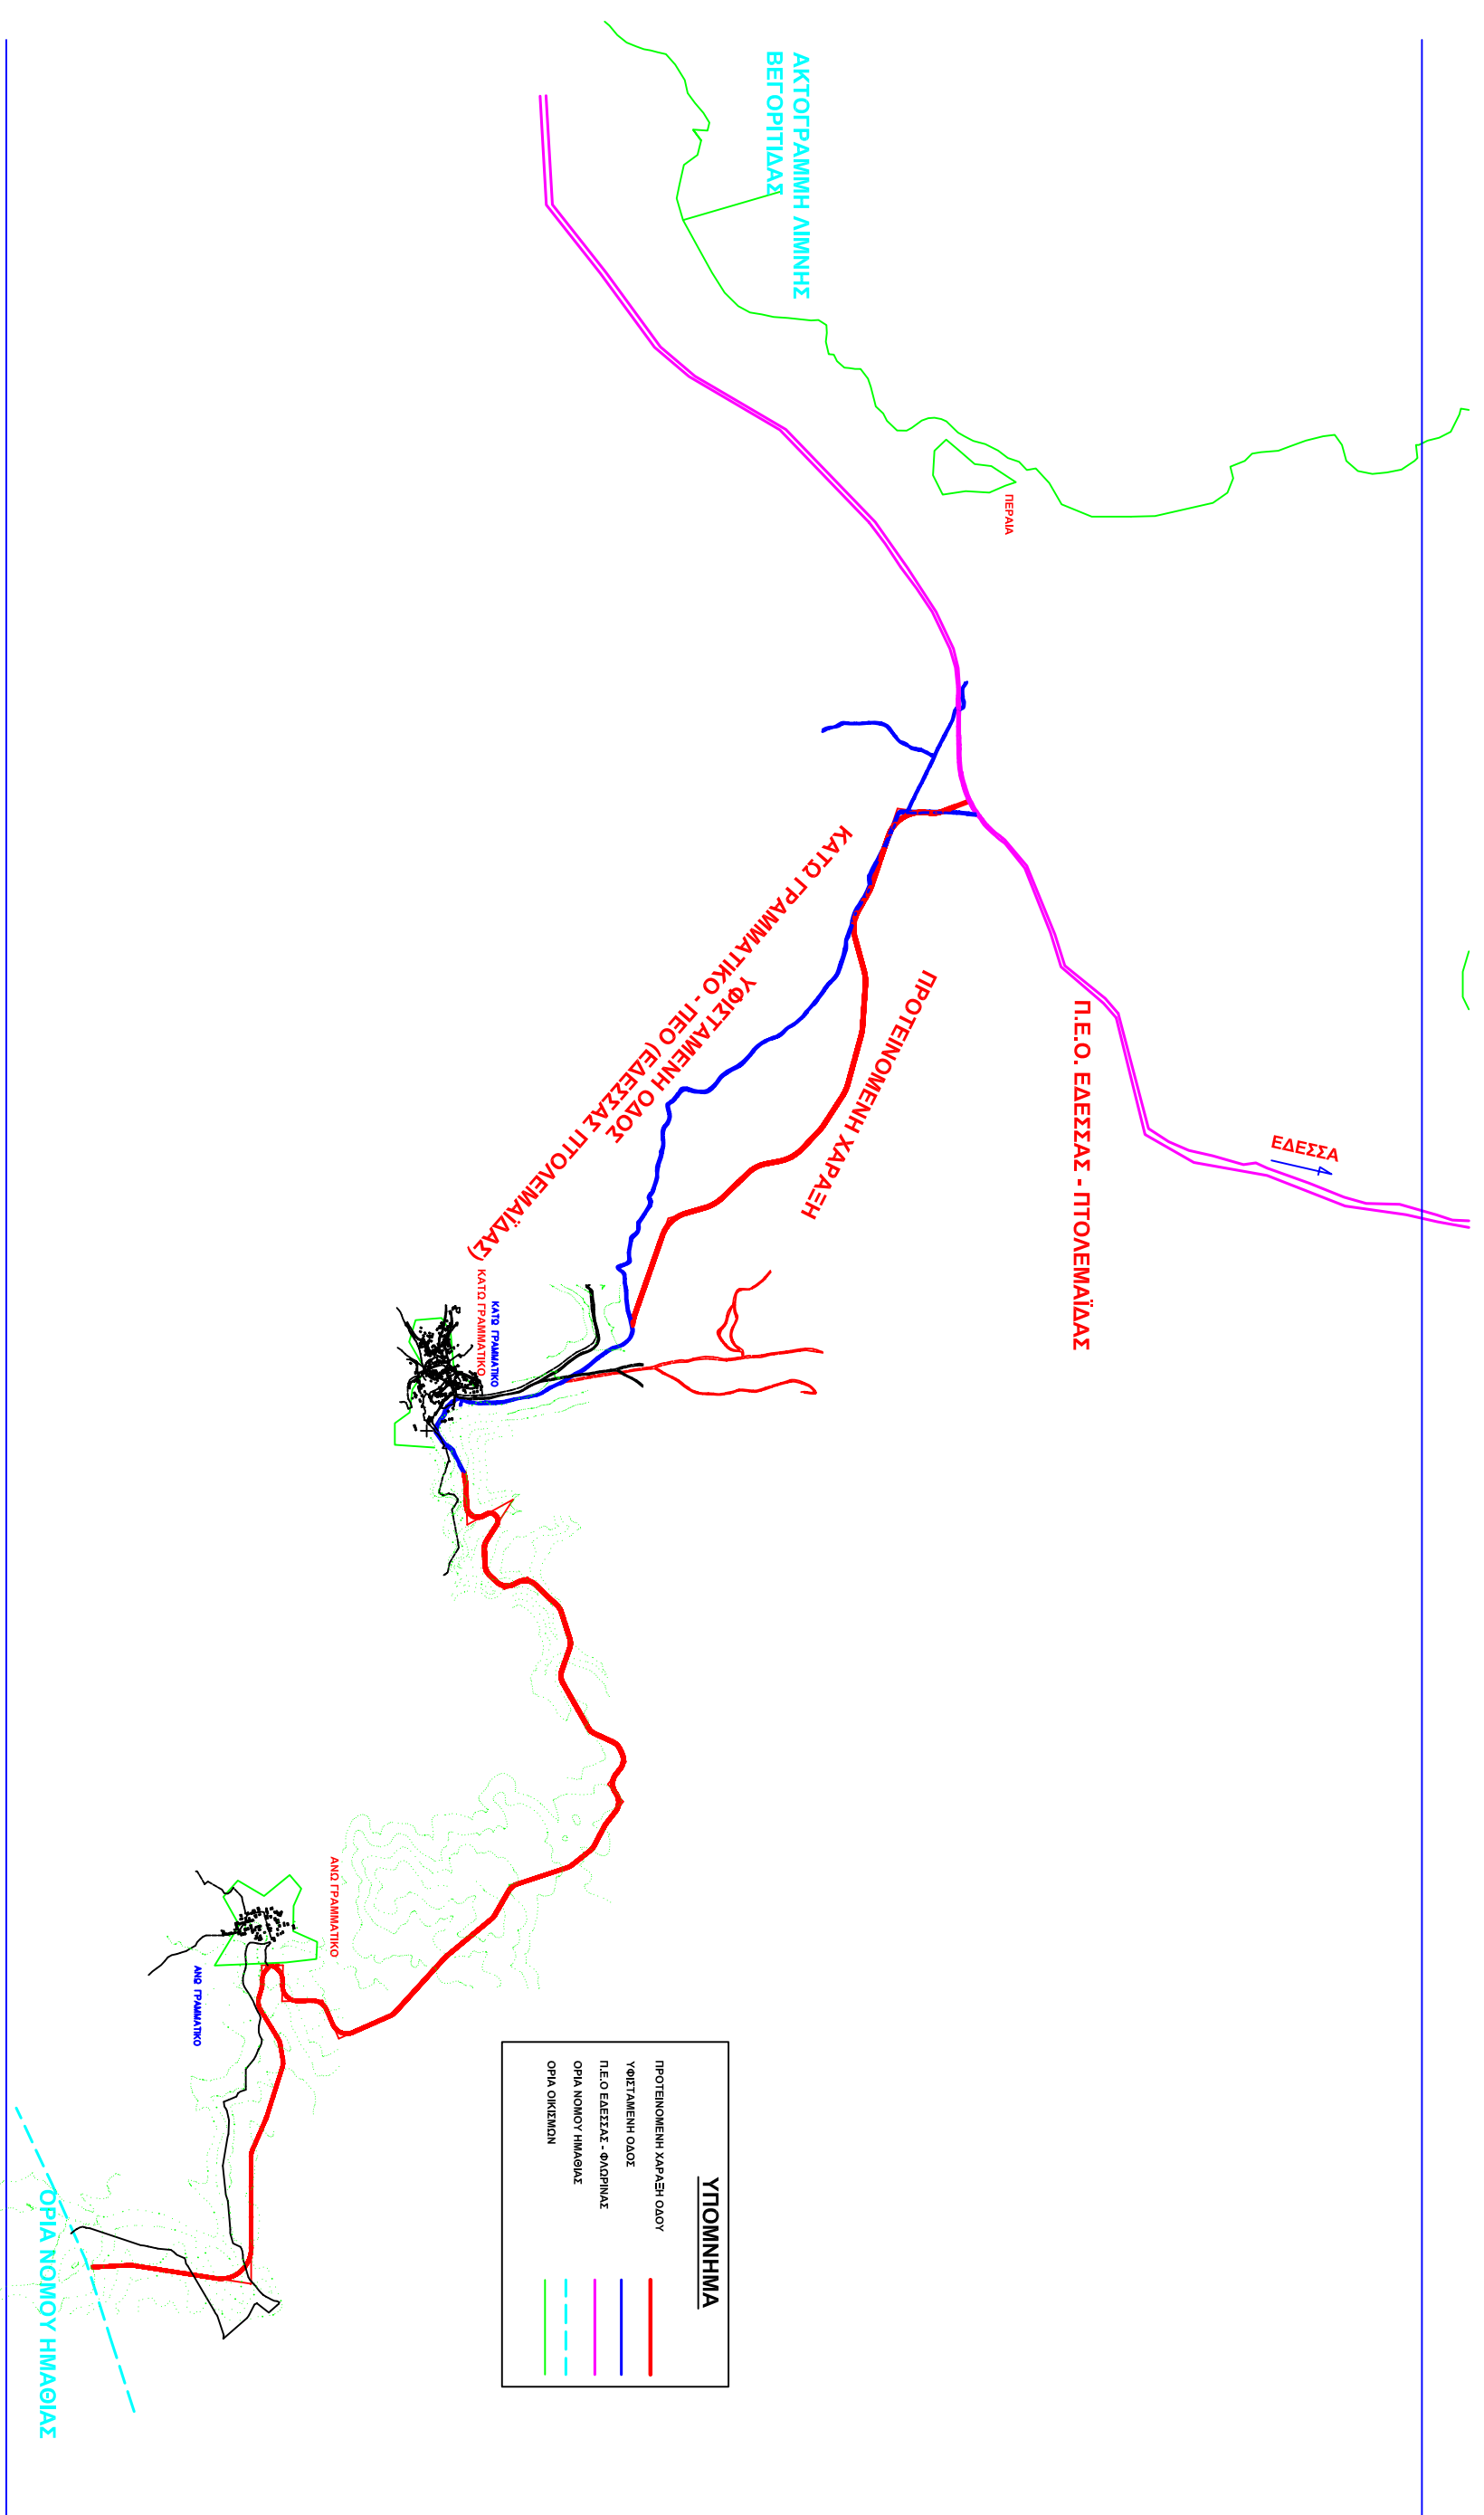 ΑΚΤΟΓΡΑΜΜΗ ΛΙΜΝΗΣ
ΒΕΓΟΡΙΤΙΔΑΣ
ΠΕΡΑΙΑ
ΕΔΕΣΣΑ
Π.Ε.Ο. ΕΔΕΣΣΑΣ - ΠΤΟΛΕΜΑΪΔΑΣ
ΠΡΟΤΕΙΝΟΜΕΝΗ ΧΑΡΑΞΗ
ΥΦΙΣΤΑΜΕΝΗ ΟΔΟΣ
ΚΑΤΩ ΓΡΑΜΜΑΤΙΚΟ - ΠΕΟ (ΕΔΕΣΣΑΣ ΠΤΟΛΕΜΑΪΔΑΣ)
ΚΑΤΩ ΓΡΑΜΜΑΤΙΚΟ
ΚΑΤΩ ΓΡΑΜΜΑΤΙΚΟ
ΑΝΩ ΓΡΑΜΜΑΤΙΚΟ
ΑΝΩ ΓΡΑΜΜΑΤΙΚΟ
ΥΠΟΜΝΗΜΑ
ΠΡΟΤΕΙΝΟΜΕΝΗ ΧΑΡΑΞΗ ΟΔΟΥ
ΥΦΙΣΤΑΜΕΝΗ ΟΔΟΣ
Π.Ε.Ο ΕΔΕΣΣΑΣ - ΦΛΩΡΙΝΑΣ
ΟΡΙΑ ΝΟΜΟΥ ΗΜΑΘΙΑΣ
ΟΡΙΑ ΟΙΚΙΣΜΩΝ
ΟΡΙΑ ΝΟΜΟΥ ΗΜΑΘΙΑΣ